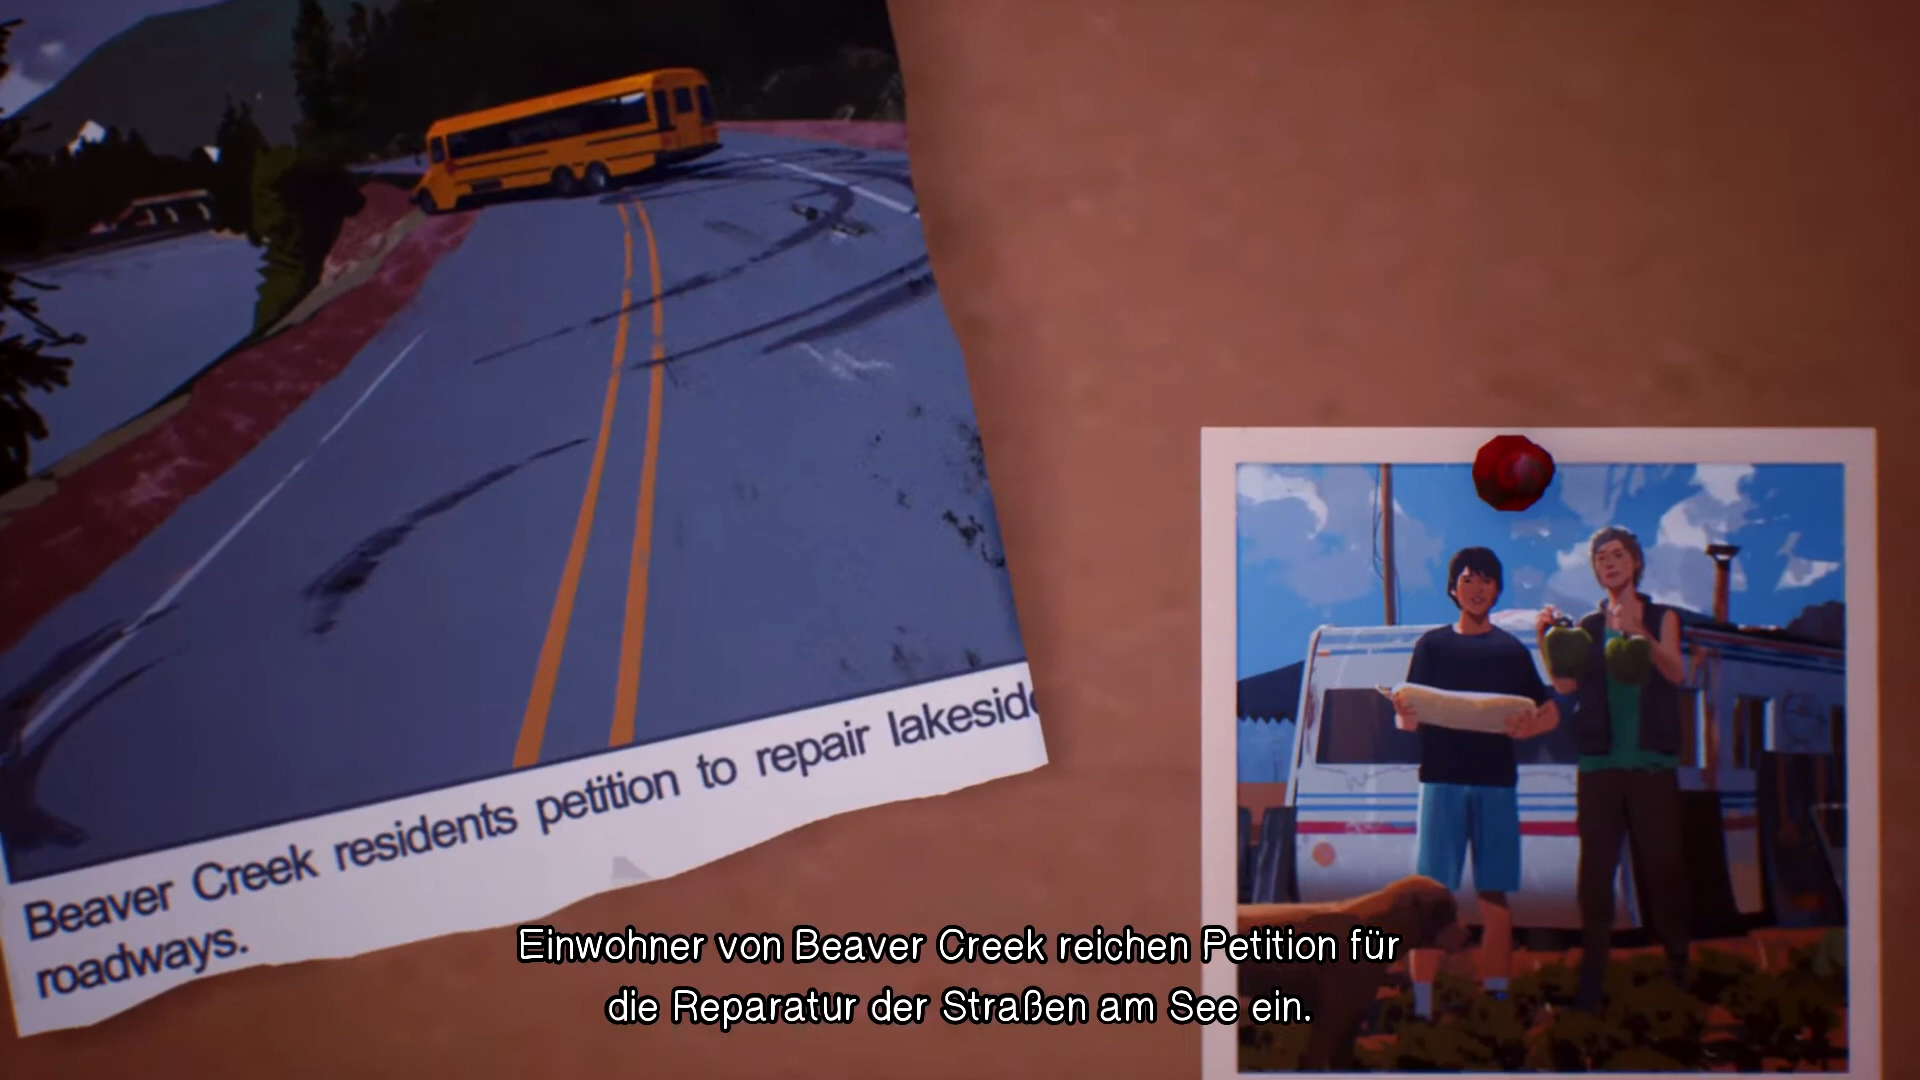 Beaver Creek residents petition to repair lakeside
roadways.
Einwohner von Beaver Creek reichen Petition für
die Reparatur der Straßen am See ein.